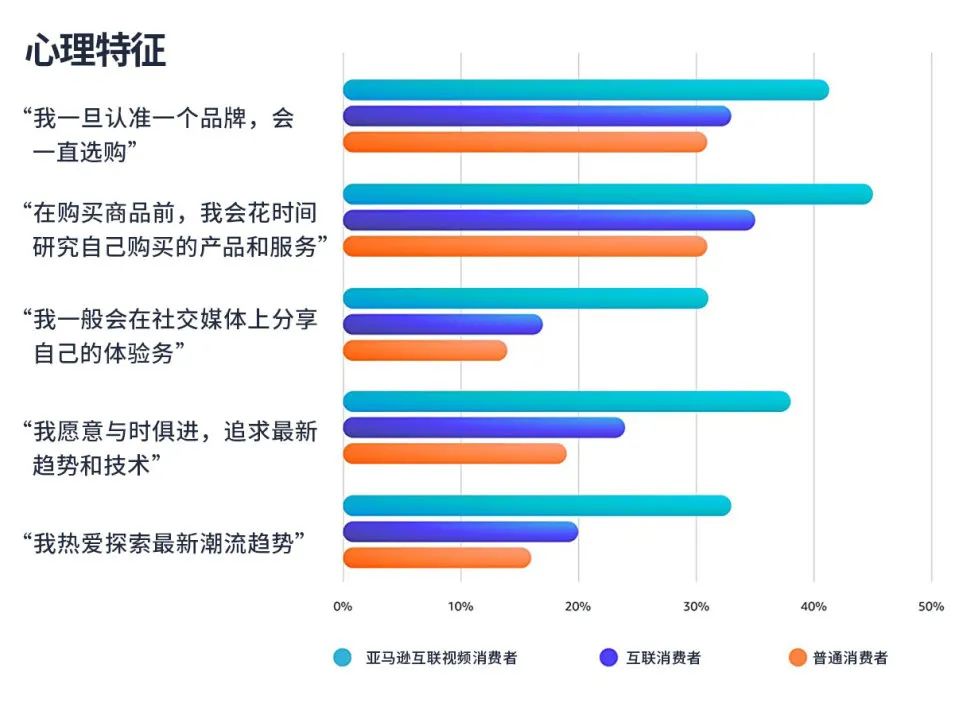 心理特征
“我一旦认准一个品牌，会
一直选购”
“在购买商品前，我会花时间
研究自己购买的产品和服务”
“我一般会在社交媒体上分享
自己的体验务”
“我愿意与时俱进，追求最新
趋势和技术”
“我热爱探索最新潮流趋势”
0% 10% 20% 30% 40% 50%
亚马逊互联视频消费者 互联消费者 普通消费者